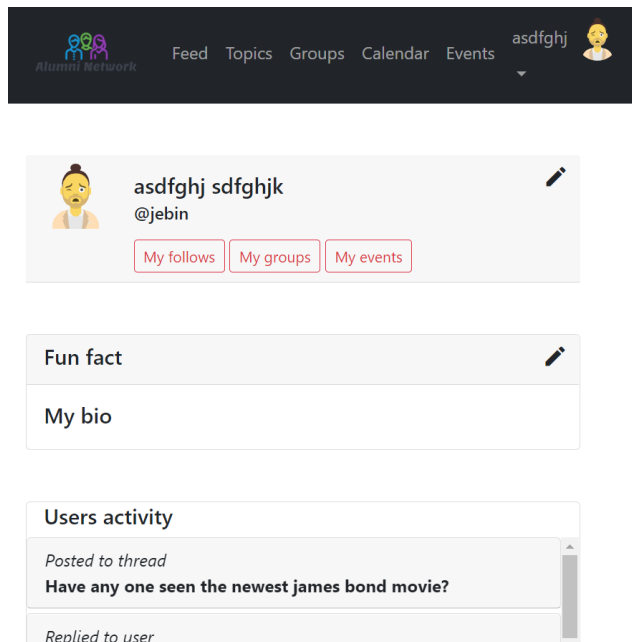 Alumni Network
Feed Topics Groups Calendar Events asdfghj
asdfghj sdfghjk
@jebin
My follows My groups My events
Fun fact
My bio
Users activity
Posted to thread
Have any one seen the newest james bond movie?
Replied to user